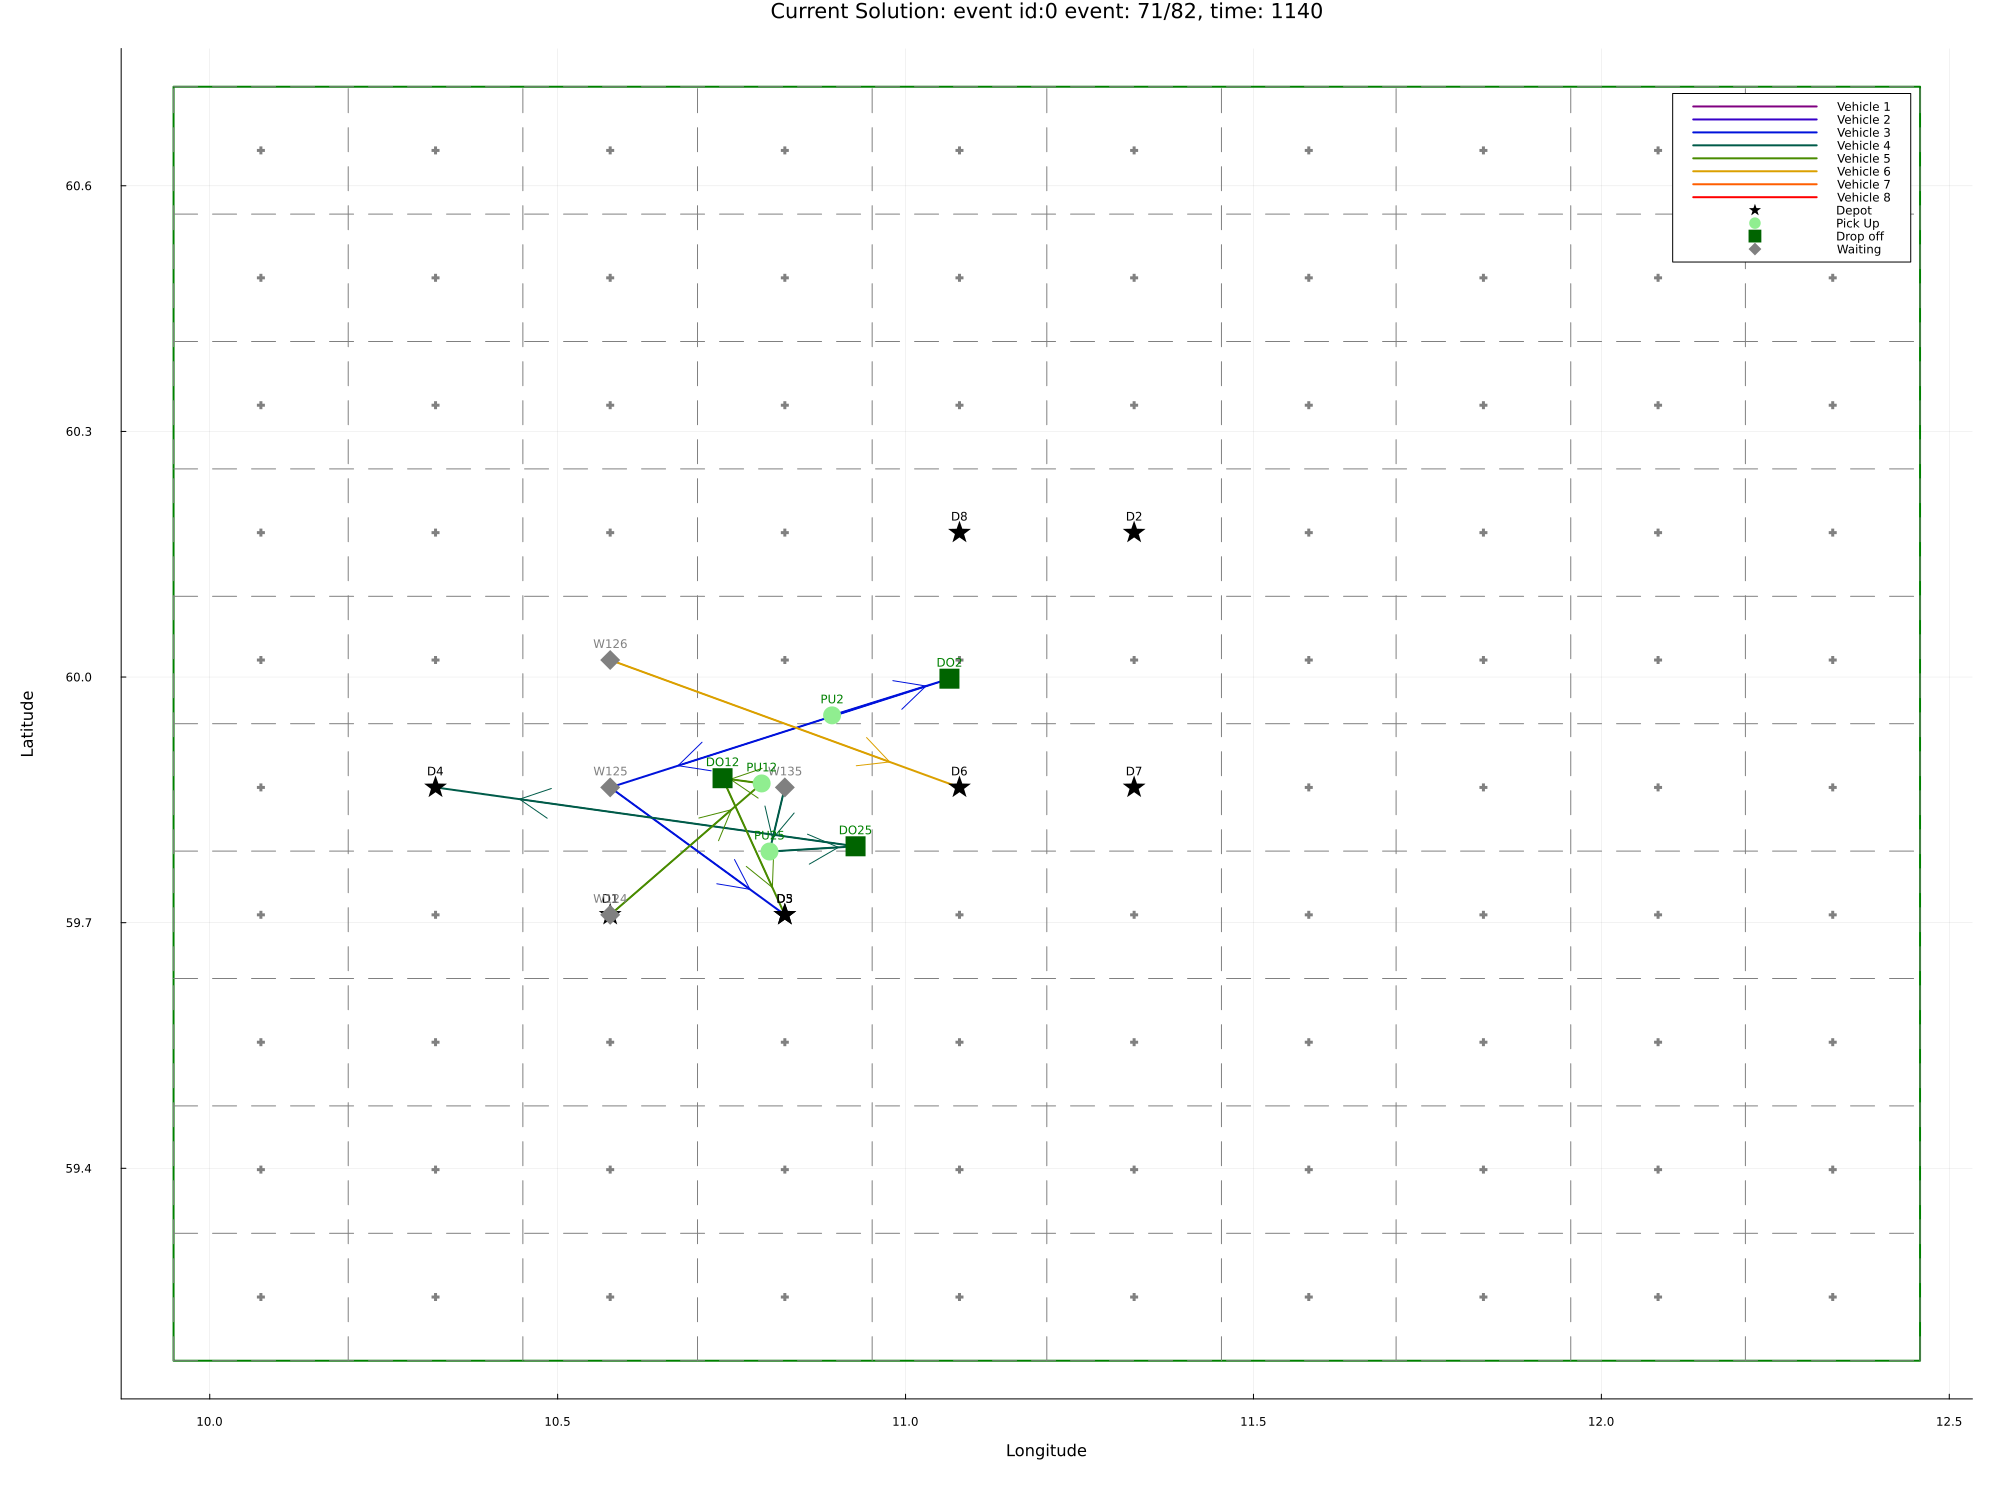 Current Solution: event id:0 event: 71/82, time: 1140
Vehicle 1
Vehicle 2
Vehicle 3
Vehicle 4
Vehicle 5
Vehicle 6
Vehicle 7
Vehicle 8
Depot
Pick Up
Drop off
Waiting
60.6
60.3
60.0
59.7
59.4
Latitude
D8
D2
W126
DO2
PU2
D4
W125
DO12
PU12
W135
D6
D7
PU25
DO25
D1
10.0
10.5
11.0
11.5
12.0
12.5
Longitude